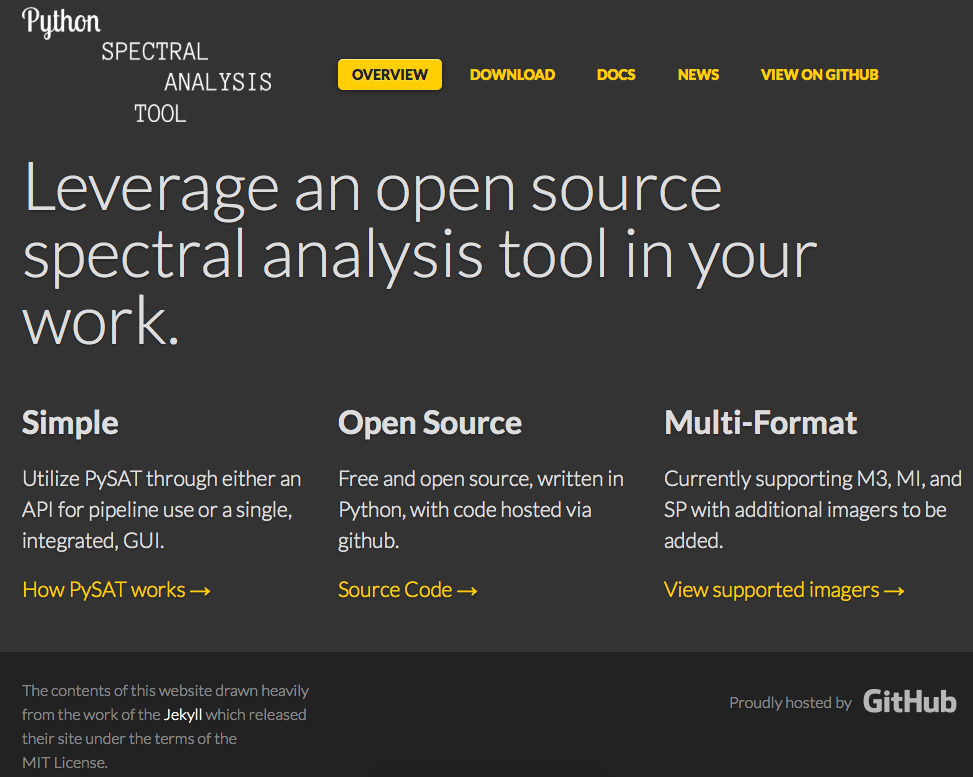 Python
SPECTRAL
ANALYSIS
TOOL
OVERVIEW DOWNLOAD DOCS NEWS VIEW ON GITHUB
Leverage an open source
spectral analysis tool in your
work.
Simple
Utilize PySAT through either an
API for pipeline use or a single,
integrated, GUI.
How PySAT works →
Open Source
Free and open source, written in
Python, with code hosted via
github.
Source Code →
Multi-Format
Currently supporting M3, MI, and
SP with additional imagers to be
added.
View supported imagers →
The contents of this website drawn heavily
from the work of the Jekyll which released
their site under the terms of the
MIT License.
Proudly hosted by GitHub